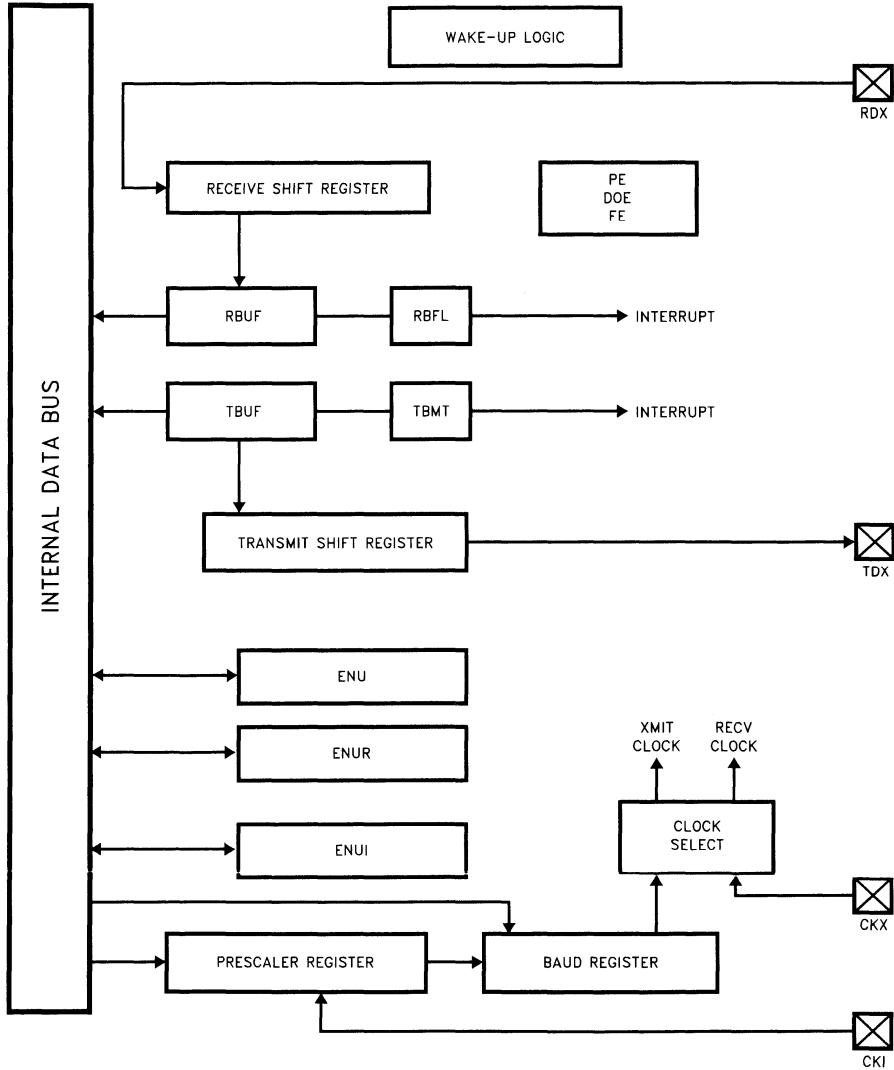 WAKE-UP LOGIC
RDX
RECEIVE SHIFT REGISTER
PE
DOE
FE
RBUF
RBFL
INTERRUPT
TBUF
TBMT
INTERRUPT
INTERNAL DATA BUS
TRANSMIT SHIFT REGISTER
TDX
ENU
XMIT
CLOCK
RECV
CLOCK
ENUR
CLOCK
SELECT
ENUI
CKX
PRESCALER REGISTER
BAUD REGISTER
CKI